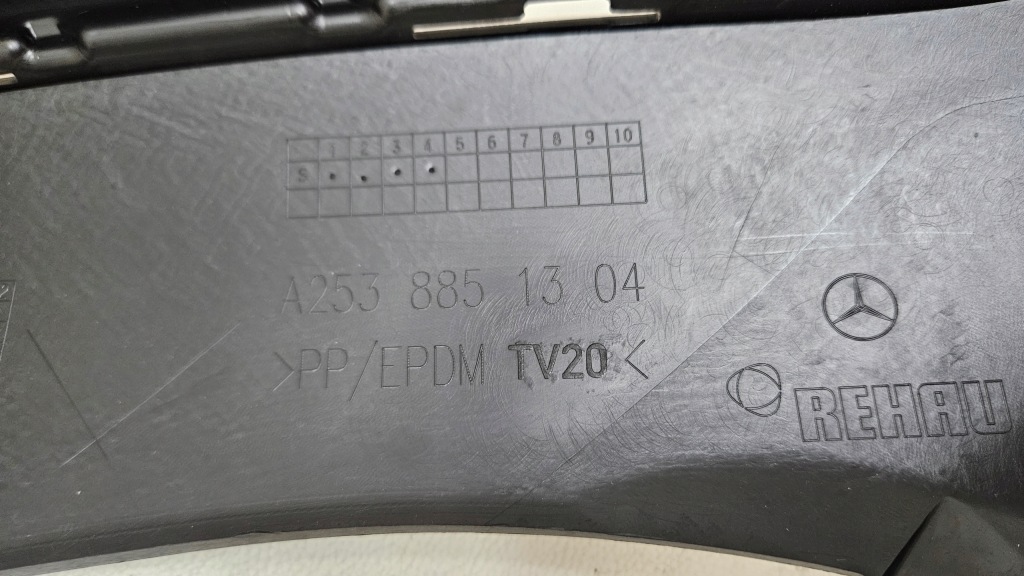 1 2 3 4 5 6 7 8 9 10
S
A253 885 13 04
>PP/EPDM TV20<
REHAU